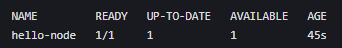 NAME READY UP-TO-DATE AVAILABLE AGE
hello-node 1/1 1 1 45s